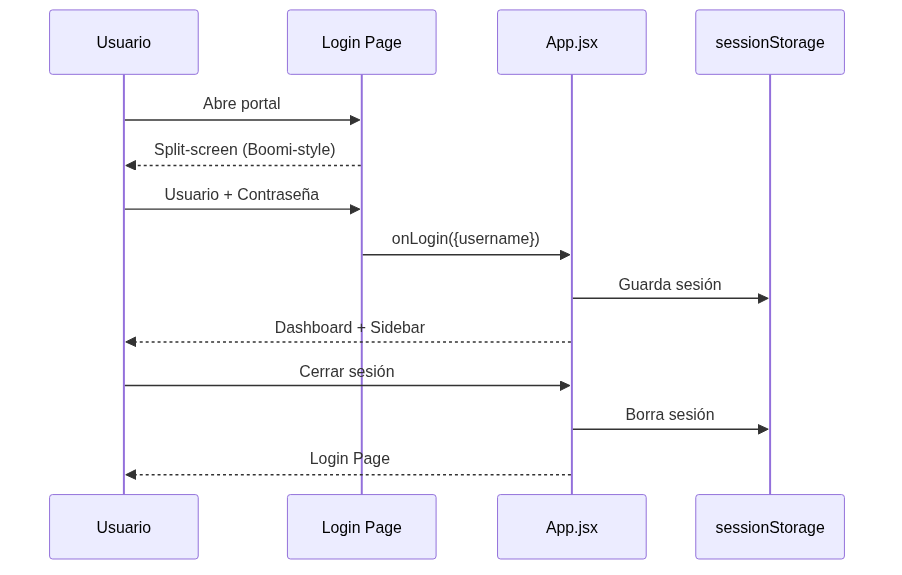 Usuario
Login Page
App.jsx
sessionStorage
Abre portal
Split-screen (Boomi-style)
Usuario + Contraseña
onLogin({username})
Guarda sesión
Dashboard + Sidebar
Cerrar sesión
Borra sesión
Login Page
Usuario
Login Page
App.jsx
sessionStorage